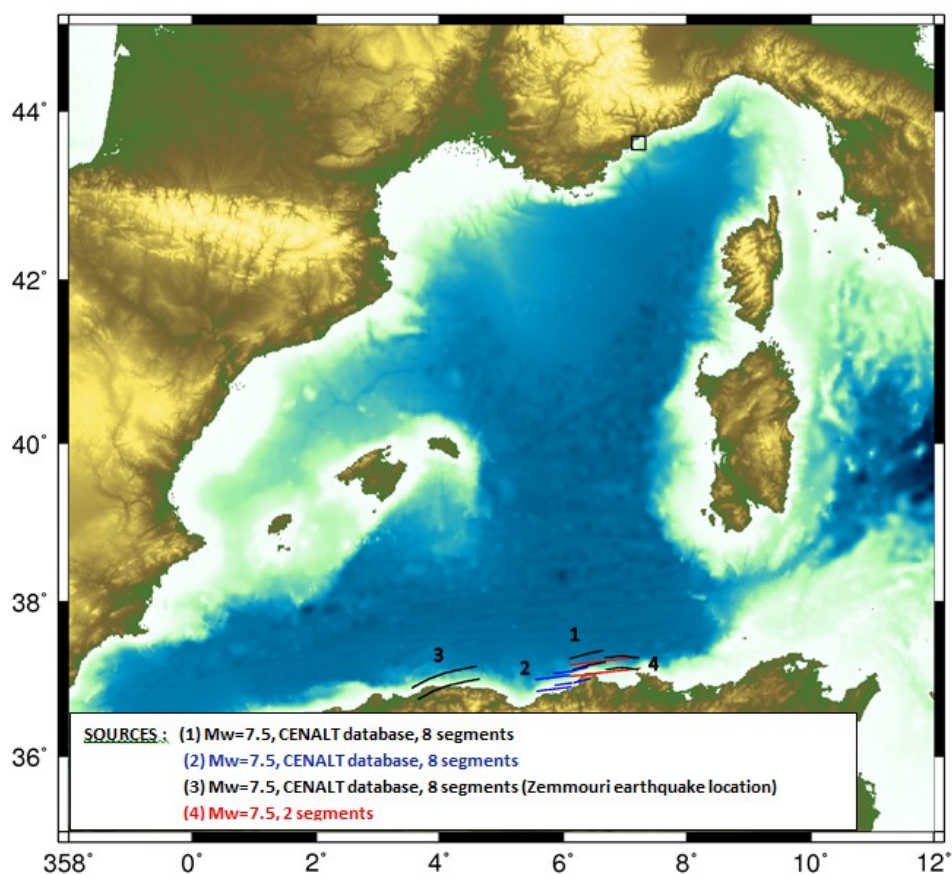 44˚
42˚
40˚
38˚
36˚
1
3
2
4
SOURCES : (1) Mw=7.5, CENALT database, 8 segments
(2) Mw=7.5, CENALT database, 8 segments
(3) Mw=7.5, CENALT database, 8 segments (Zemmouri earthquake location)
(4) Mw=7.5, 2 segments
358˚ 0˚ 2˚ 4˚ 6˚ 8˚ 10˚ 12˚